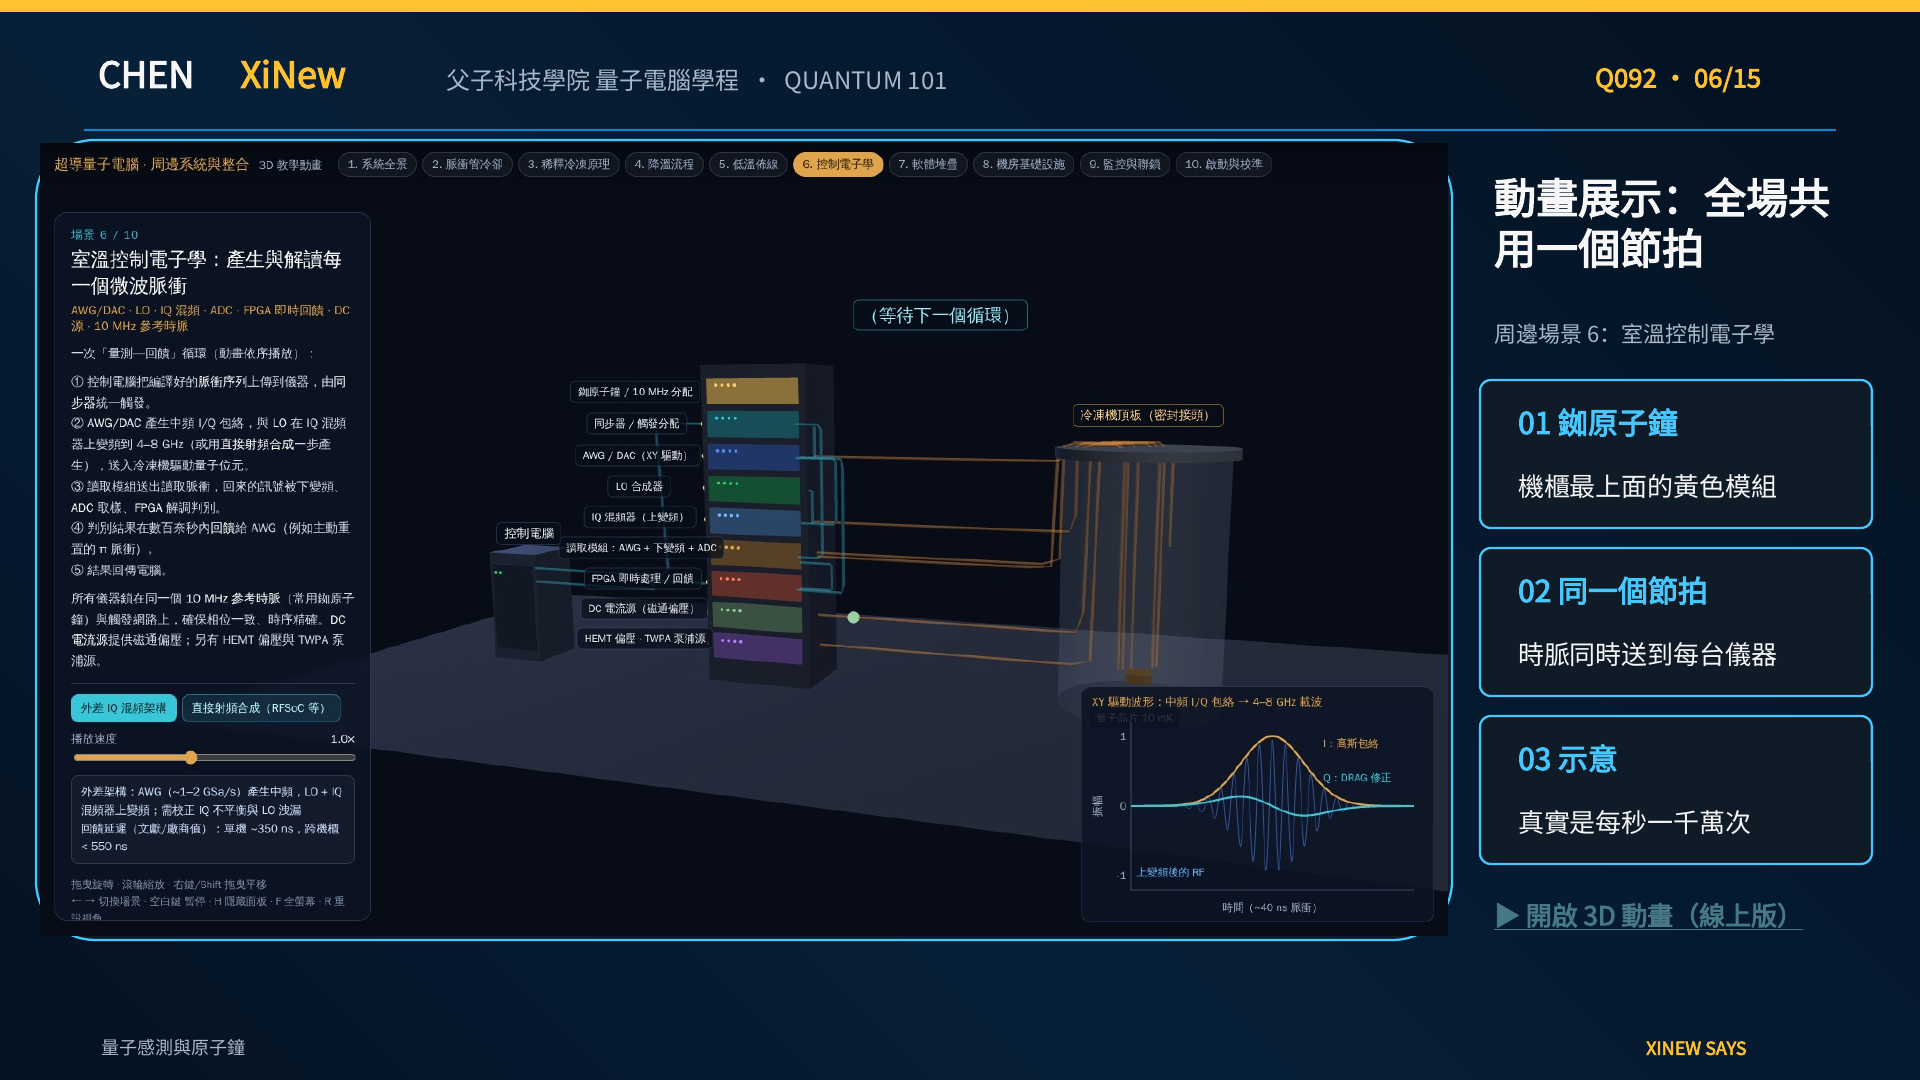 CHEN XiNew 父子科技學院 量子電腦學程 • QUANTUM 101 Q092 • 06/15
超導量子電腦 · 周邊系統與整合 3D 教學動畫 1. 系統全景 2. 脈衝管冷卻 3. 稀釋冷凍原理 4. 降溫流程 5. 低溫佈線 6. 控制電子學 7. 軟體堆疊 8. 機房基礎設施 9. 監控與聯鎖 10. 啟動與校準
場景 6 / 10
室溫控制電子學：產生與解讀每
一個微波脈衝
AWG/DAC · LO · IQ 混頻 · ADC · FPGA 即時回饋 · DC
源 · 10 MHz 參考時脈
一次「量測—回饋」循環（動畫依序播放）：
① 控制電腦把編譯好的脈衝序列上傳到儀器，由同
步器統一觸發。
② AWG/DAC 產生中頻 I/Q 包絡，與 LO 在 IQ 混頻
器上變頻到 4–8 GHz（或用直接射頻合成一步產
生），送入冷凍機驅動量子位元。
③ 讀取模組送出讀取脈衝，回來的訊號被下變頻、
ADC 取樣、FPGA 解調判別。
④ 判別結果在數百奈秒內回饋給 AWG（例如主動重
置的 π 脈衝）。
⑤ 結果回傳電腦。
所有儀器鎖在同一個 10 MHz 參考時脈（常用銣原子
鐘）與觸發網路上，確保相位一致、時序精確。DC
電流源提供磁通偏壓；另有 HEMT 偏壓與 TWPA 泵
浦源。
外差 IQ 混頻架構 直接射頻合成（RFSoC 等）
播放速度 1.0×
外差架構：AWG（~1–2 GSa/s）產生中頻，LO + IQ
混頻器上變頻；需校正 IQ 不平衡與 LO 洩漏
回饋延遲（文獻/廠商值）：單機 ~350 ns，跨機櫃
< 550 ns
拖曳旋轉 · 滾輪縮放 · 右鍵/Shift 拖曳平移
← → 切換場景 · 空白鍵 暫停 · H 隱藏面板 · F 全螢幕 · R 重
設視角
（等待下一個循環）
銣原子鐘 / 10 MHz 分配
同步器 / 觸發分配
AWG / DAC（XY 驅動）
LO 合成器
IQ 混頻器（上變頻）
控制電腦
讀取模組：AWG + 下變頻 + ADC
FPGA 即時處理 / 回饋
DC 電流源（磁通偏壓）
HEMT 偏壓 · TWPA 泵浦源
冷凍機頂板（密封接頭）
XY 驅動波形：中頻 I/Q 包絡 → 4–8 GHz 載波
量子晶片 10 mK
1
I：高斯包絡
Q：DRAG 修正
0
振幅
-1
上變頻後的 RF
時間（~40 ns 脈衝）
動畫展示：全場共
用一個節拍
周邊場景 6：室溫控制電子學
01 銣原子鐘
機櫃最上面的黃色模組
02 同一個節拍
時脈同時送到每台儀器
03 示意
真實是每秒一千萬次
▶ 開啟 3D 動畫（線上版）
量子感測與原子鐘
XINEW SAYS